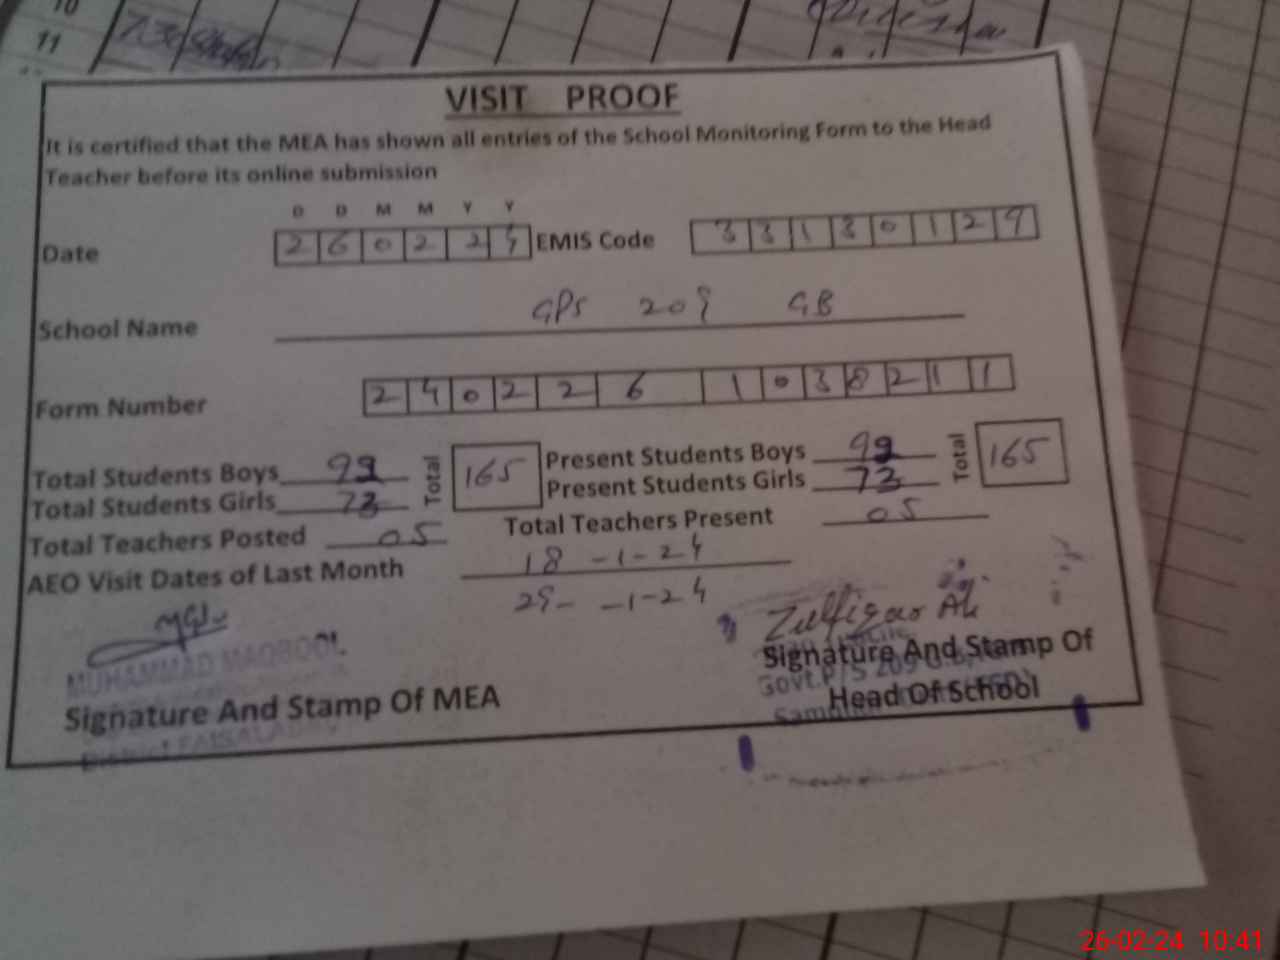 10
11
VISIT PROOF
It is certified that the MEA has shown all entries of the School Monitoring Form to the Head
Teacher before its online submission
D D M M Y Y
Date 2 6 0 2 2 4 EMIS Code 3 3 1 3 0 1 2 9
School Name GPS 209 GB
Form Number 2 4 0 2 2 6 1 0 3 8 2 1 1
Total Students Boys Total 165 Present Students Boys Total 165
Total Students Girls 73 Present Students Girls 73
Total Teachers Posted 05 Total Teachers Present 05
AEO Visit Dates of Last Month 18-1-24
29-1-24
Zulfiqar Ali
MUHAMMAD MAQBOOL
Signature And Stamp Of MEA
District FAISALABAD
Signature And Stamp Of
Govt.P/S 209 G.B
Head Of School
26-02-24 10:41